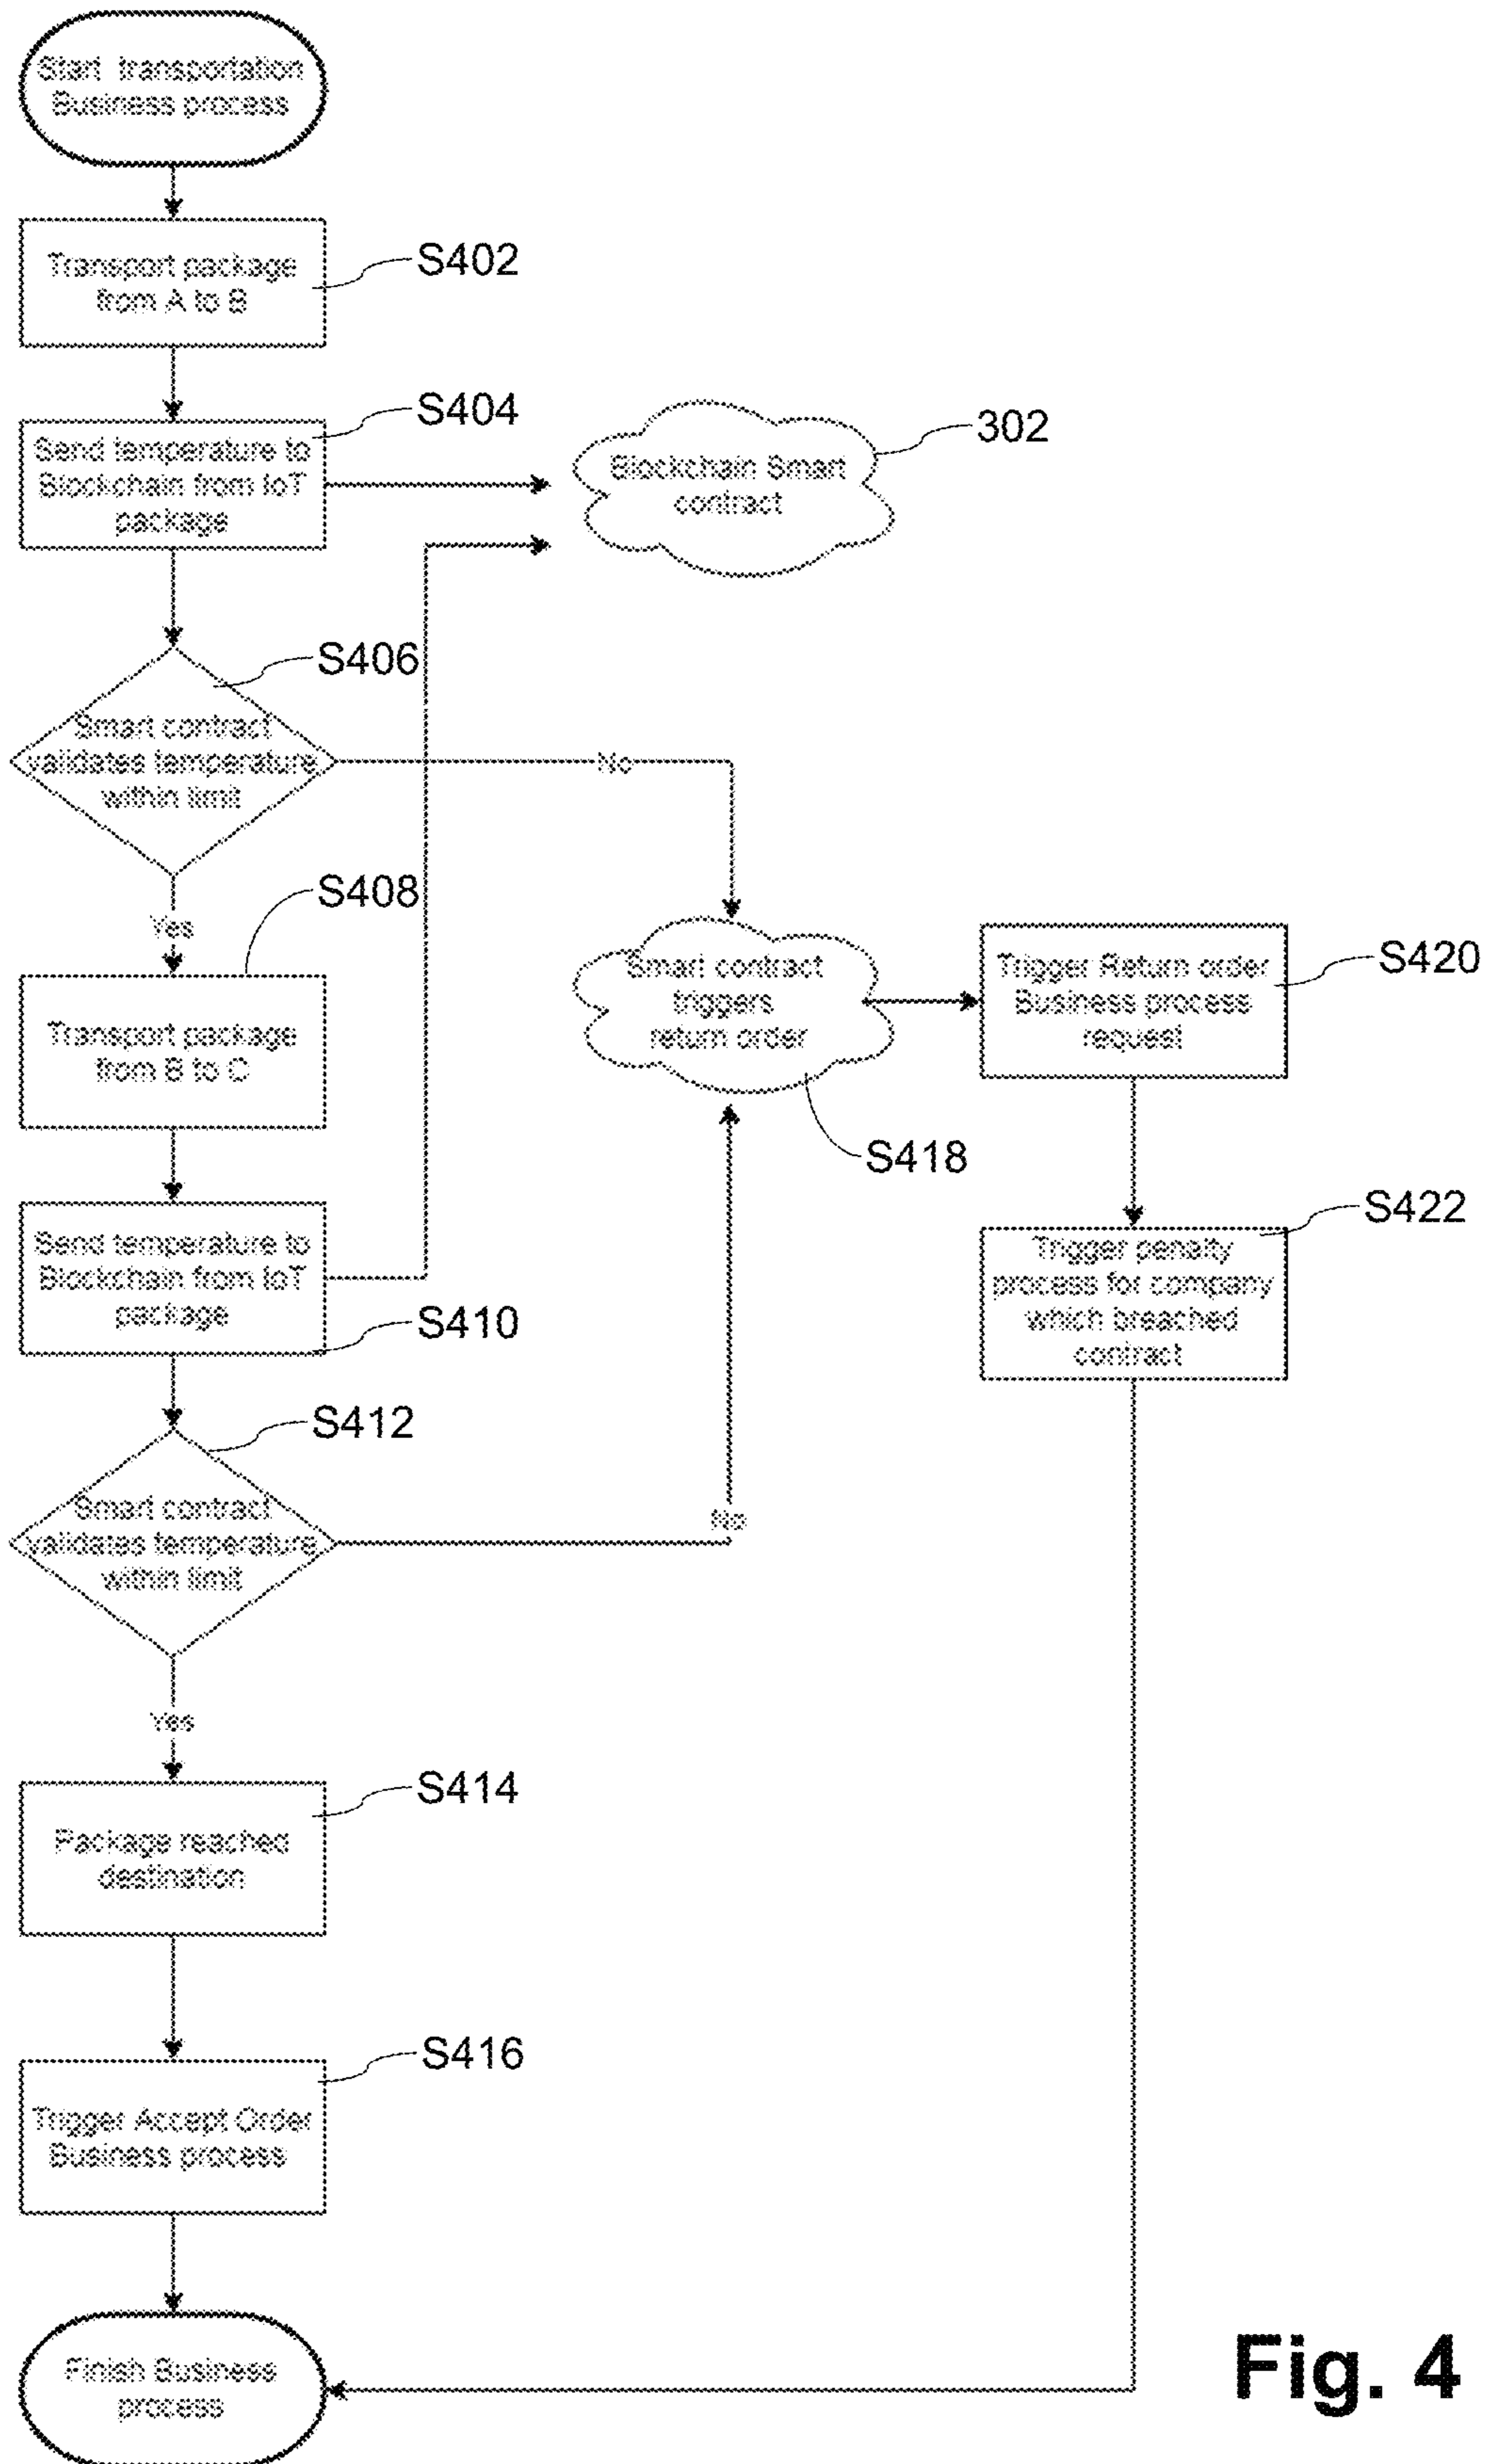 Start transportation
Business process
Transport package
from A to B
S402
Send temperature to
Blockchain from IoT
package
S404
Blockchain Smart
contract
302
Smart contract
validates temperature
within limit
S406
No
Yes
S408
Transport package
from B to C
Smart contract
triggers
return order
S418
Trigger Return order
Business process
request
S420
Send temperature to
Blockchain from IoT
package
S410
Trigger penalty
process for company
which breached
contract
S422
S412
Smart contract
validates temperature
within limit
No
Yes
S414
Package reached
destination
S416
Trigger Accept Order
Business process
Finish Business
process
Fig. 4